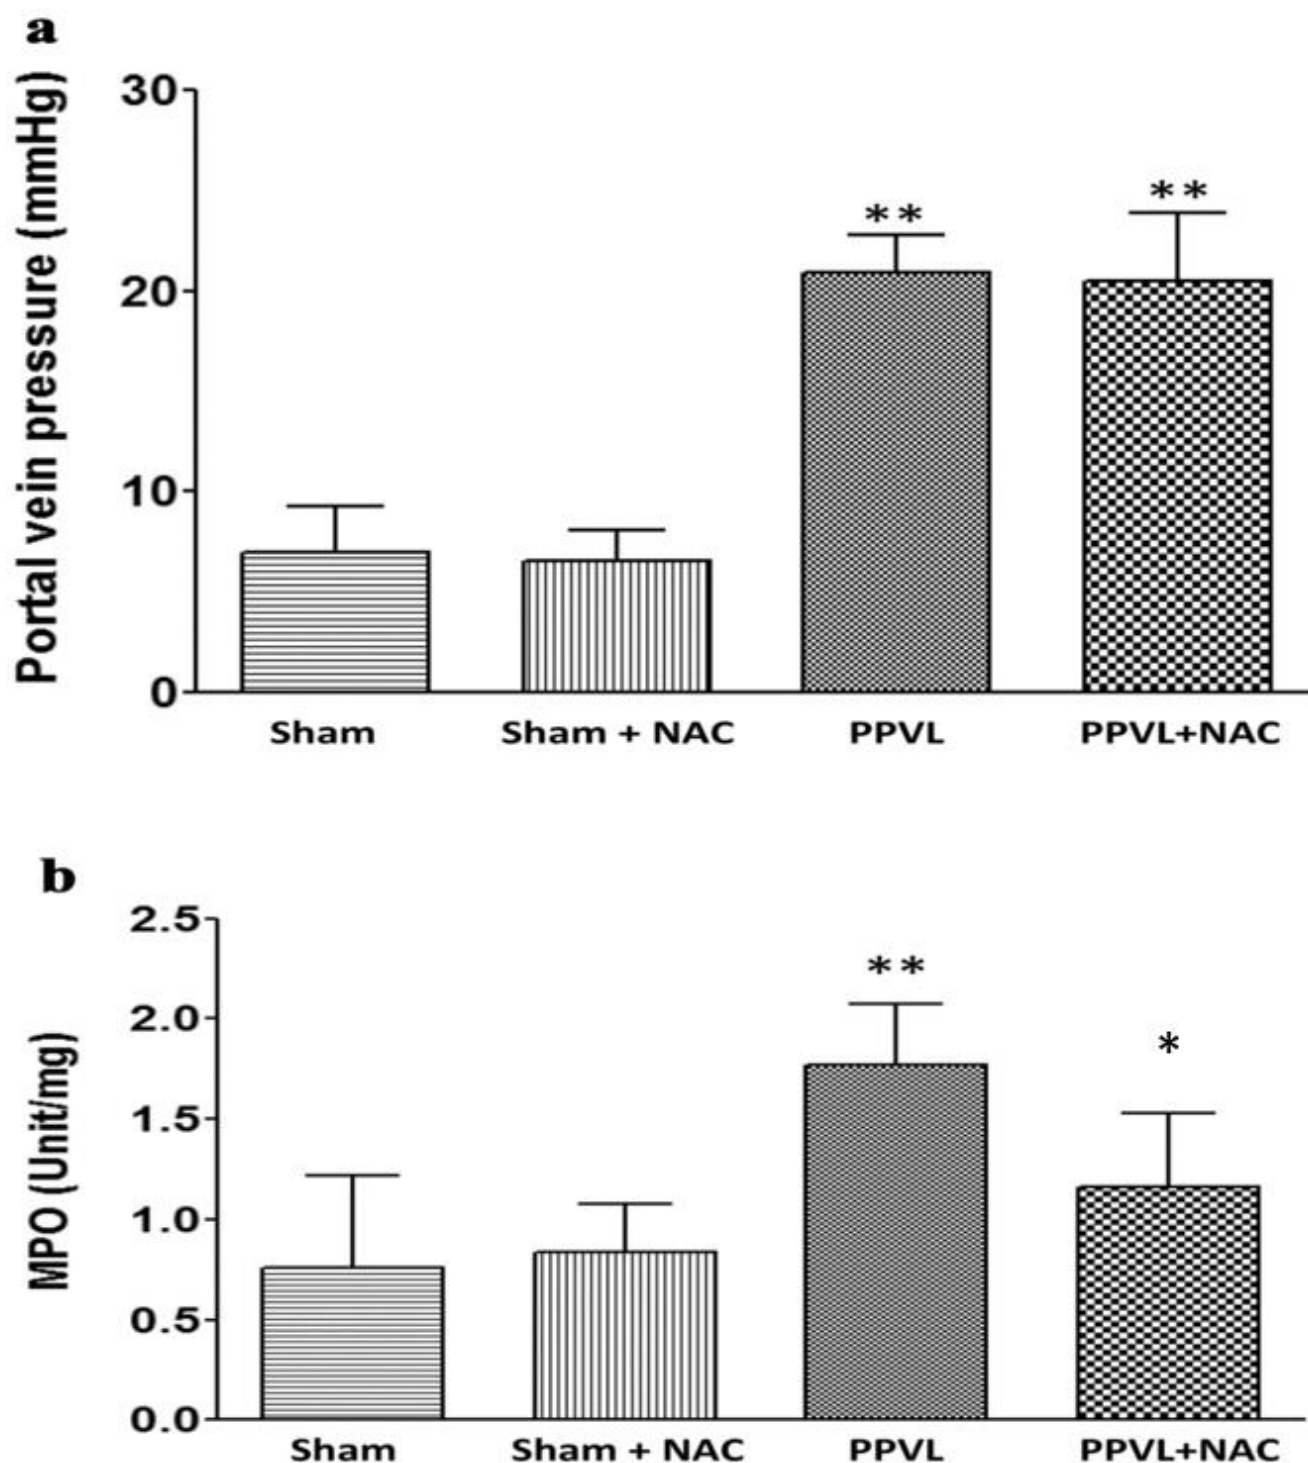 a
Portal vein pressure (mmHg)
30
20
10
0
** **
Sham Sham + NAC PPVL PPVL+NAC
b
MPO (Unit/mg)
2.5
2.0
1.5
1.0
0.5
0.0
** *
Sham Sham + NAC PPVL PPVL+NAC